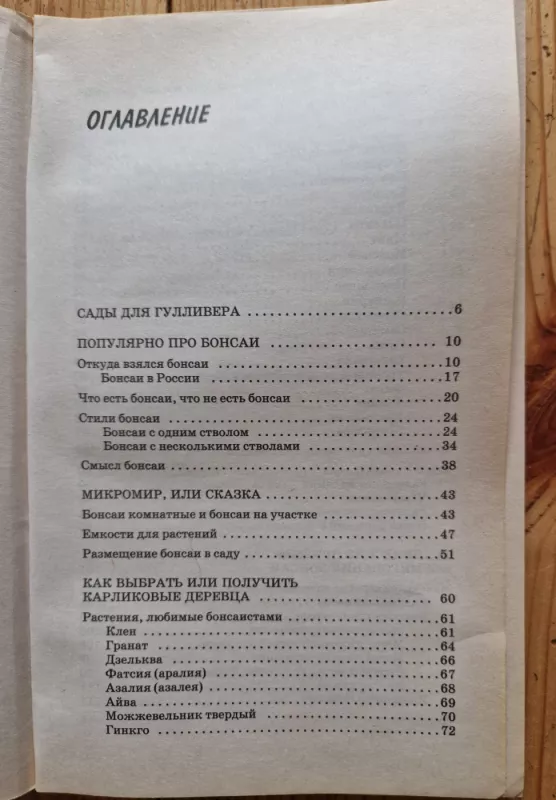 ОГЛАВЛЕНИЕ
САДЫ ДЛЯ ГУЛЛИВЕРА ............................ 6
ПОПУЛЯРНО ПРО БОНСАИ ........................ 10
Откуда взялся бонсаи ............................ 10
Бонсаи в России ............................ 17
Что есть бонсаи, что не есть бонсаи .................. 20
Стили бонсаи ............................ 24
Бонсаи с одним стволом ........................ 24
Бонсаи с несколькими стволами .................. 34
Смысл бонсаи ............................ 38
МИКРОМИР, ИЛИ СКАЗКА ........................ 43
Бонсаи комнатные и бонсаи на участке .............. 43
Емкости для растений ........................ 47
Размещение бонсаи в саду ...................... 51
КАК ВЫБРАТЬ ИЛИ ПОЛУЧИТЬ
КАРЛИКОВЫЕ ДЕРЕВЦА ........................ 60
Растения, любимые бонсаистами .................. 61
Клен ............................ 61
Гранат ............................ 64
Дзельква ............................ 66
Фатсия (аралия) ............................ 67
Азалия (азалея) ............................ 68
Айва ............................ 69
Можжевельник твердый ........................ 70
Гинкго ............................ 72